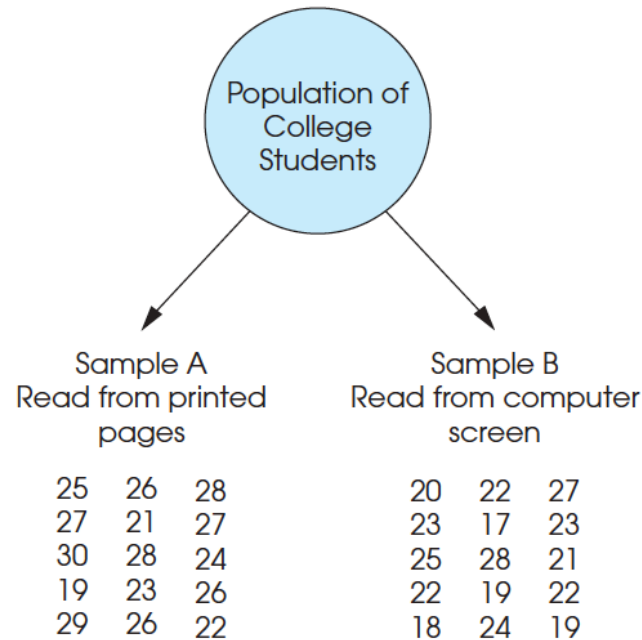 Population of
College
Students
Sample A
Read from printed
pages
25 26 28
27 21 27
30 28 24
19 23 26
29 26 22
Sample B
Read from computer
screen
20 22 27
23 17 23
25 28 21
22 19 22
18 24 19